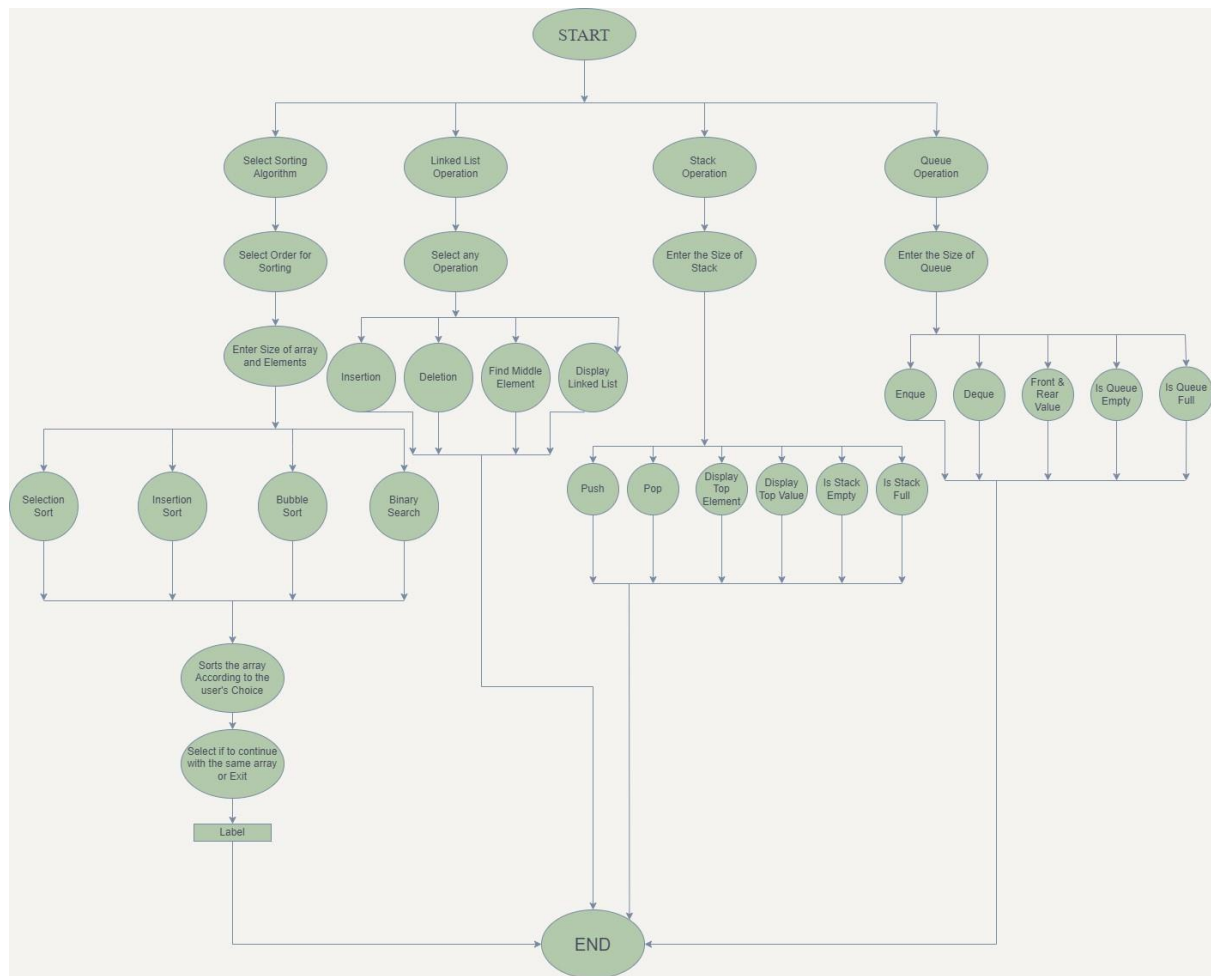 START
Select Sorting
Algorithm
Linked List
Operation
Stack
Operation
Queue
Operation
Select Order for
Sorting
Select any
Operation
Enter the Size of
Stack
Enter the Size of
Queue
Enter Size of array
and Elements
Insertion
Deletion
Find Middle
Element
Display
Linked List
Enque
Deque
Front &
Rear
Value
Is Queue
Empty
Is Queue
Full
Selection
Sort
Insertion
Sort
Bubble
Sort
Binary
Search
Push
Pop
Display
Top
Element
Display
Top Value
Is Stack
Empty
Is Stack
Full
Sorts the array
According to the
user's Choice
Select if to continue
with the same array
or Exit
Label
END